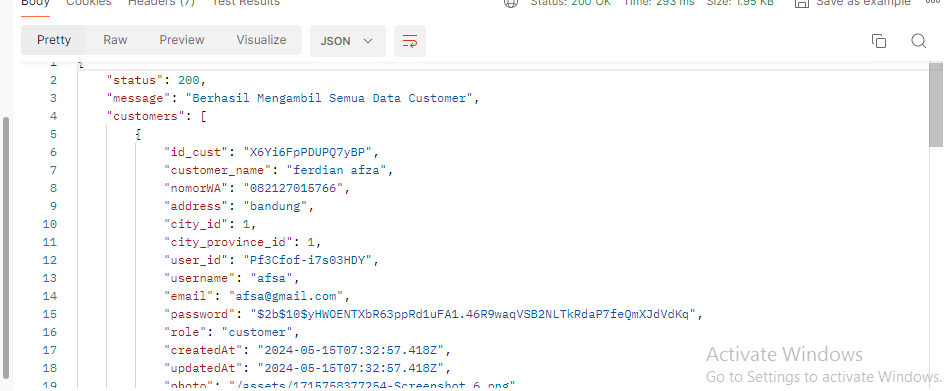 Body Cookies Headers (7) Test Results Status: 200 OK Time: 293 ms Size: 1.95 KB Save as example
Pretty Raw Preview Visualize JSON
1 {
2 "status": 200,
3 "message": "Berhasil Mengambil Semua Data Customer",
4 "customers": [
5 {
6 "id_cust": "X6Yi6FpPDUPQ7yBP",
7 "customer_name": "ferdian afza",
8 "nomorWA": "082127015766",
9 "address": "bandung",
10 "city_id": 1,
11 "city_province_id": 1,
12 "user_id": "Pf3Cfof-i7s03HDY",
13 "username": "afsa",
14 "email": "afsa@gmail.com",
15 "password": "$2b$10$yHWOENTXbR63ppRd1uFA1.46R9waqVSB2NLTkRdaP7feQmXJdVdKq",
16 "role": "customer",
17 "createdAt": "2024-05-15T07:32:57.418Z",
18 "updatedAt": "2024-05-15T07:32:57.418Z",
19 "photo": "/assets/1715758377254-Screenshot_6.png"
Activate Windows
Go to Settings to activate Windows.